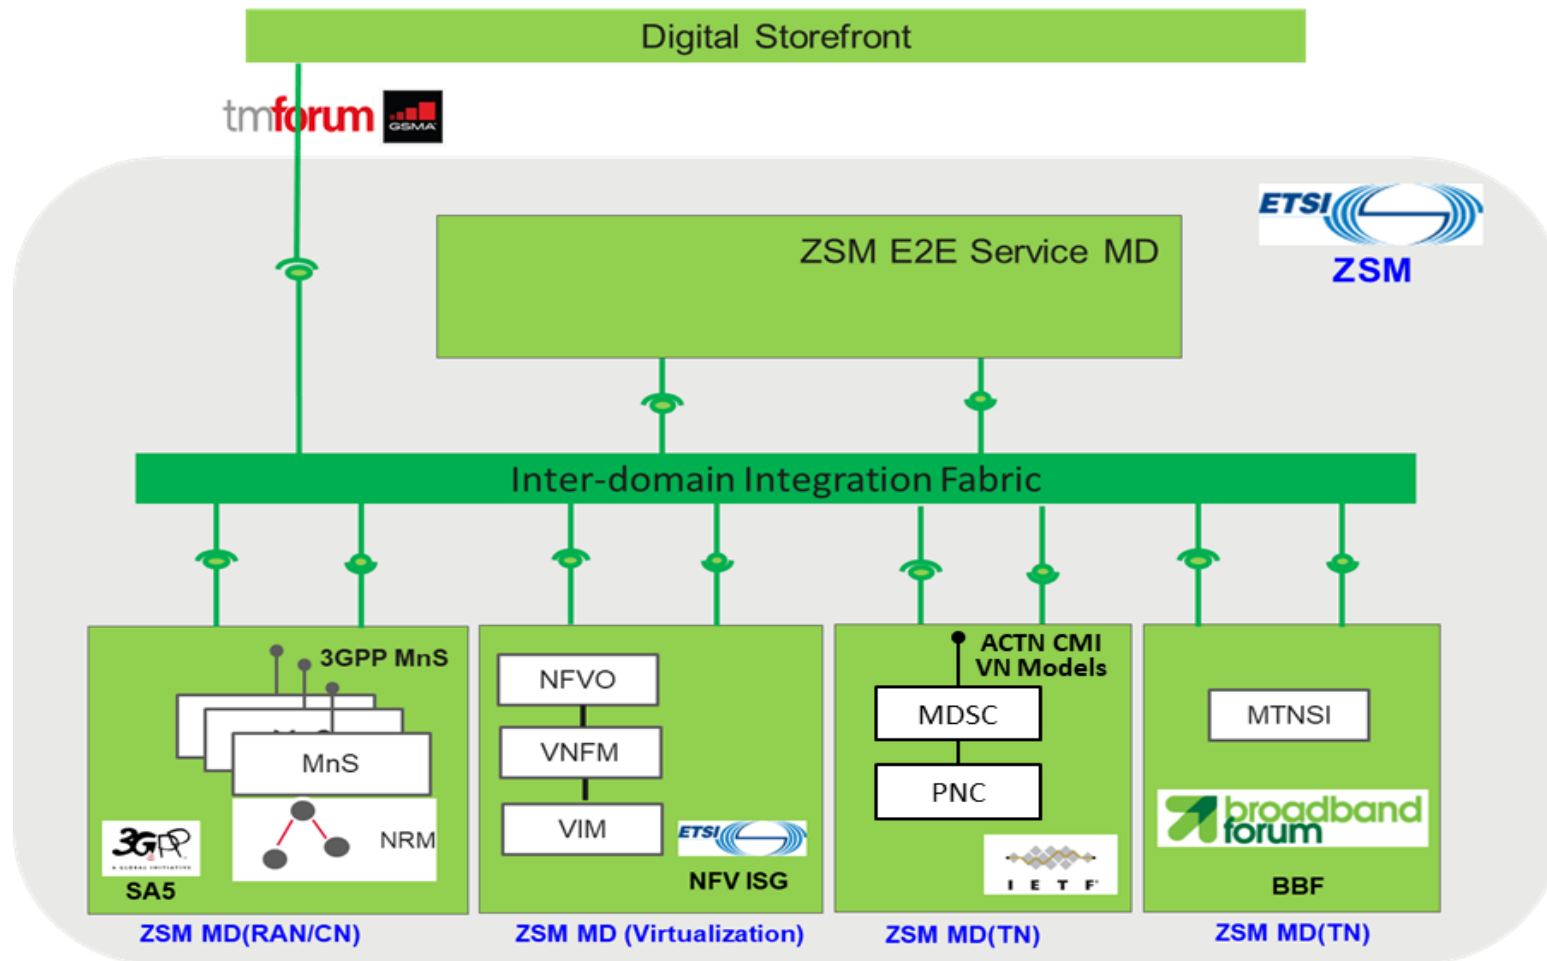 Digital Storefront
tmforum
GSMA
ETSI
ZSM
ZSM E2E Service MD
Inter-domain Integration Fabric
3GPP MnS
MnS
NRM
3GPP
A GLOBAL INITIATIVE
SA5
ZSM MD(RAN/CN)
NFVO
VNFM
VIM
ETSI
NFV ISG
ZSM MD (Virtualization)
ACTN CMI
VN Models
MDSC
PNC
IETF
ZSM MD(TN)
MTNSI
broadband
forum
BBF
ZSM MD(TN)